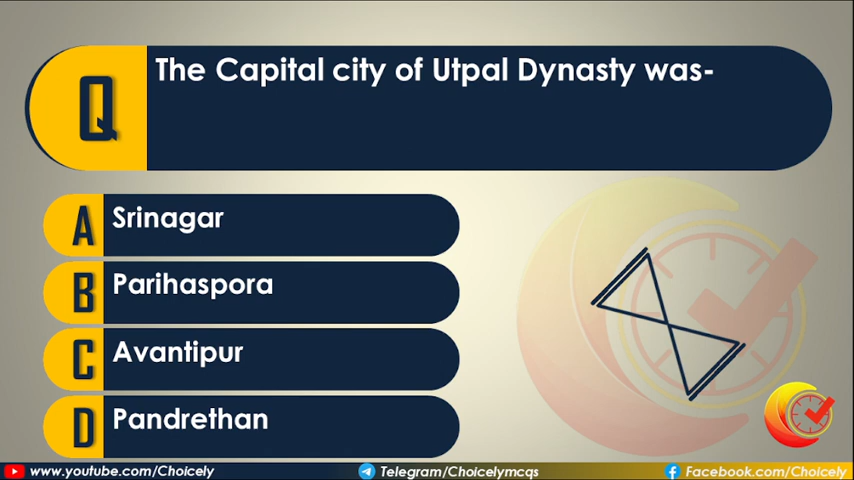 Q
The Capital city of Utpal Dynasty was-
A
Srinagar
B
Parihaspora
C
Avantipur
D
Pandrethan
www.youtube.com/Choicely
Telegram/Choicelymcqs
Facebook.com/Choicely